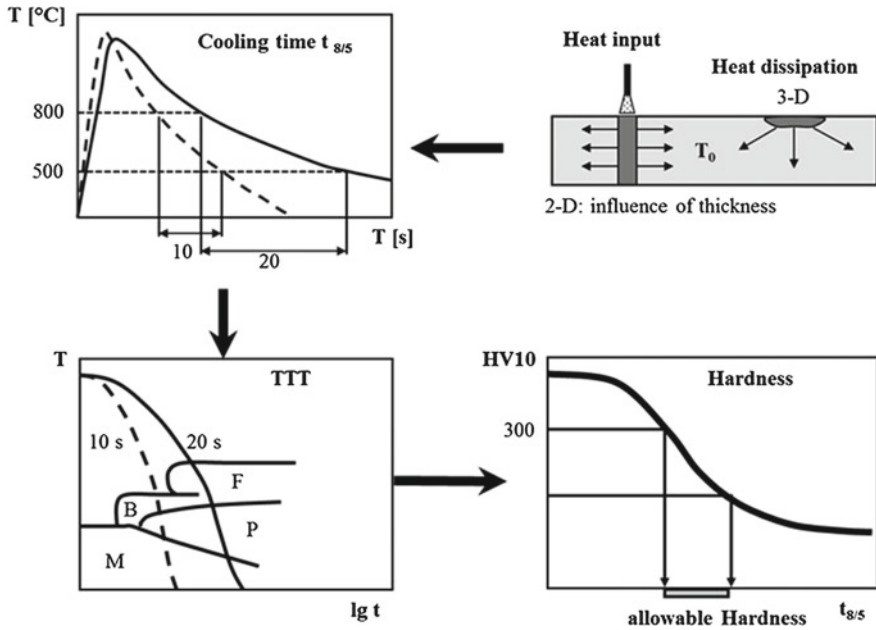 T [°C]
Cooling time t 8/5
800
500
10
20
T [s]
Heat input
Heat dissipation
3-D
T0
2-D: influence of thickness
T
TTT
10 s
20 s
F
B
P
M
lg t
HV10
Hardness
300
allowable Hardness
t8/5